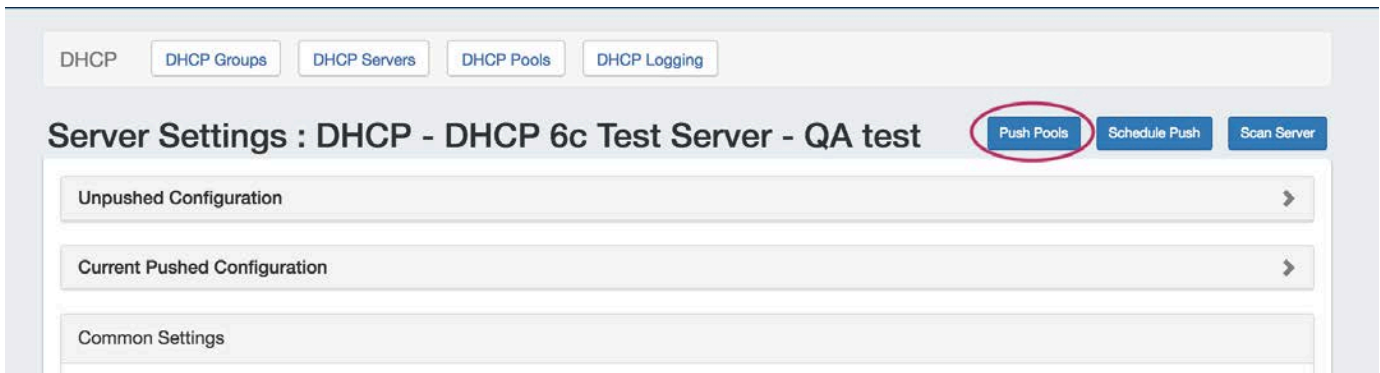 DHCP DHCP Groups DHCP Servers DHCP Pools DHCP Logging
Server Settings : DHCP - DHCP 6c Test Server - QA test Push Pools Schedule Push Scan Server
Unpushed Configuration
Current Pushed Configuration
Common Settings